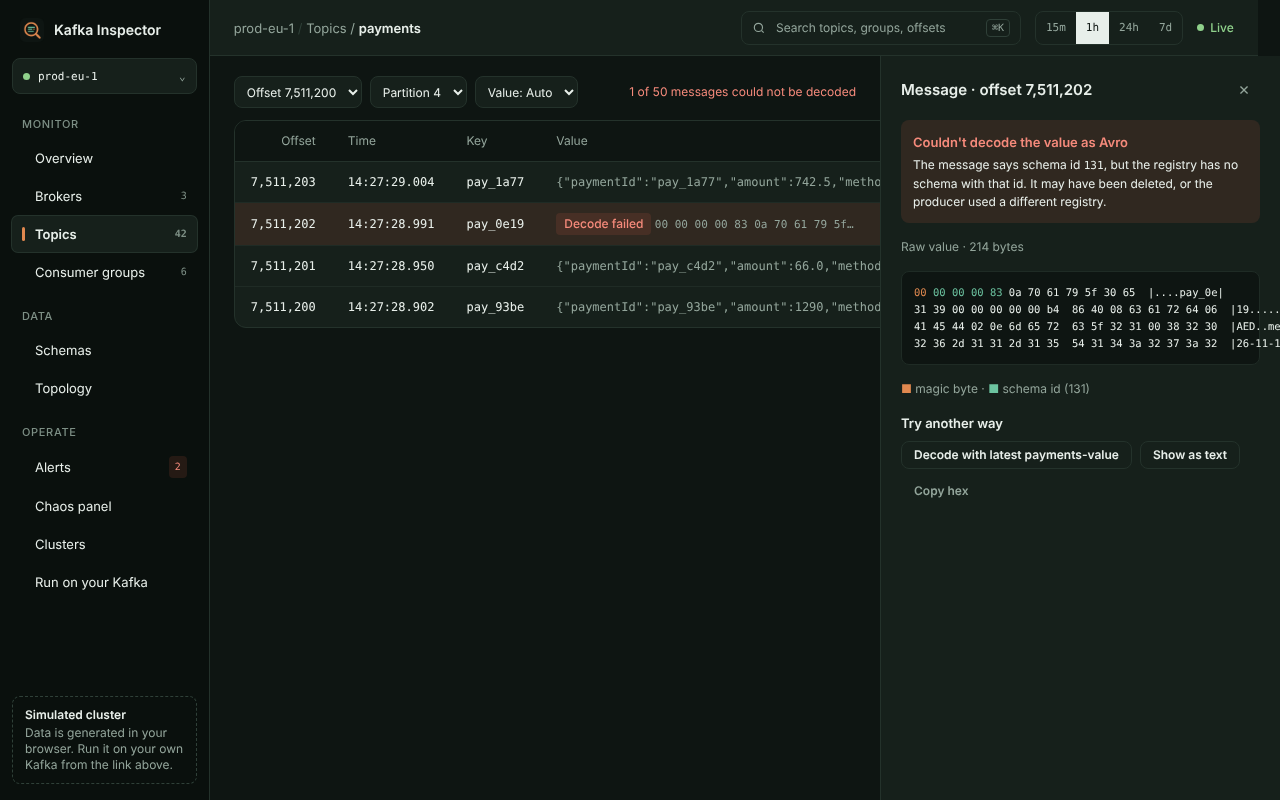 Kafka Inspector
prod-eu-1
MONITOR
Overview
Brokers 3
Topics 42
Consumer groups 6
DATA
Schemas
Topology
OPERATE
Alerts 2
Chaos panel
Clusters
Run on your Kafka
Simulated cluster
Data is generated in your
browser. Run it on your own
Kafka from the link above.
prod-eu-1 / Topics / payments
Search topics, groups, offsets ⌘K
15m 1h 24h 7d
Live
Offset 7,511,200 Partition 4 Value: Auto
1 of 50 messages could not be decoded
Offset Time Key Value
7,511,203 14:27:29.004 pay_1a77 {"paymentId":"pay_1a77","amount":742.5,"metho
7,511,202 14:27:28.991 pay_0e19 Decode failed 00 00 00 00 83 0a 70 61 79 5f…
7,511,201 14:27:28.950 pay_c4d2 {"paymentId":"pay_c4d2","amount":66.0,"method
7,511,200 14:27:28.902 pay_93be {"paymentId":"pay_93be","amount":1290,"method
Message · offset 7,511,202 ✕
Couldn't decode the value as Avro
The message says schema id 131, but the registry has no
schema with that id. It may have been deleted, or the
producer used a different registry.
Raw value · 214 bytes
00 00 00 00 83 0a 70 61 79 5f 30 65 |....pay_0e|
31 39 00 00 00 00 00 b4 86 40 08 63 61 72 64 06 |19.....
41 45 44 02 0e 6d 65 72 63 5f 32 31 00 38 32 30 |AED..me
32 36 2d 31 31 2d 31 35 54 31 34 3a 32 37 3a 32 |26-11-1
magic byte · schema id (131)
Try another way
Decode with latest payments-value Show as text
Copy hex